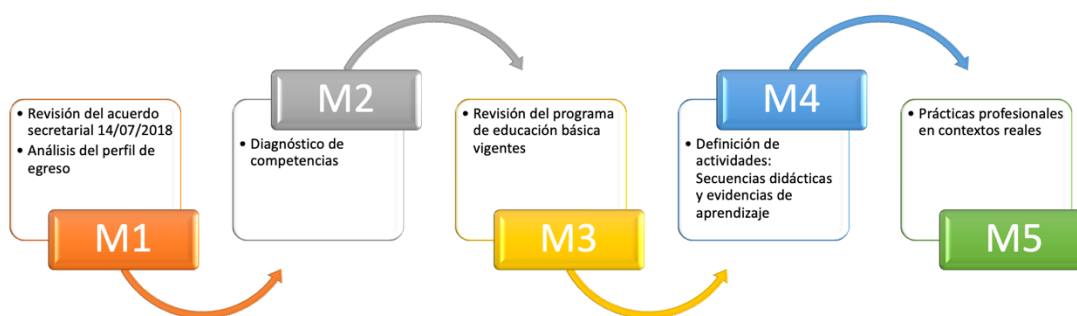 • Revisión del acuerdo
secretarial 14/07/2018
• Análisis del perfil de
egreso
M1
M2
• Diagnóstico de
competencias
• Revisión del programa
de educación básica
vigentes
M3
M4
• Definición de
actividades:
Secuencias didácticas
y evidencias de
aprendizaje
• Prácticas profesionales
en contextos reales
M5